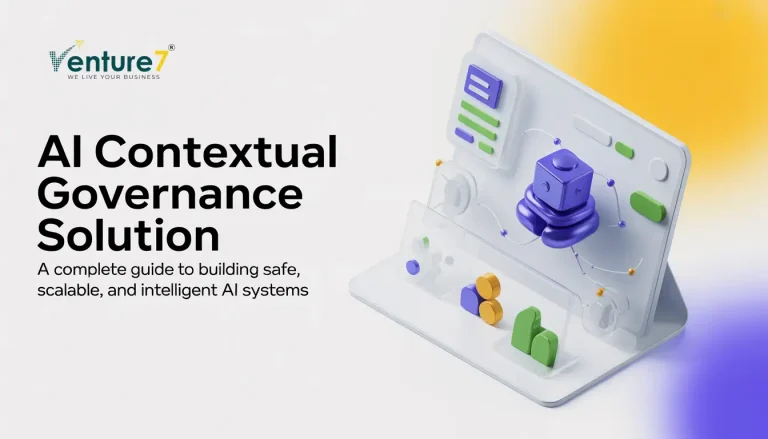 Venture7®
WE LIVE YOUR BUSINESS
AI Contextual
Governance
Solution
A complete guide to building safe,
scalable, and intelligent AI systems